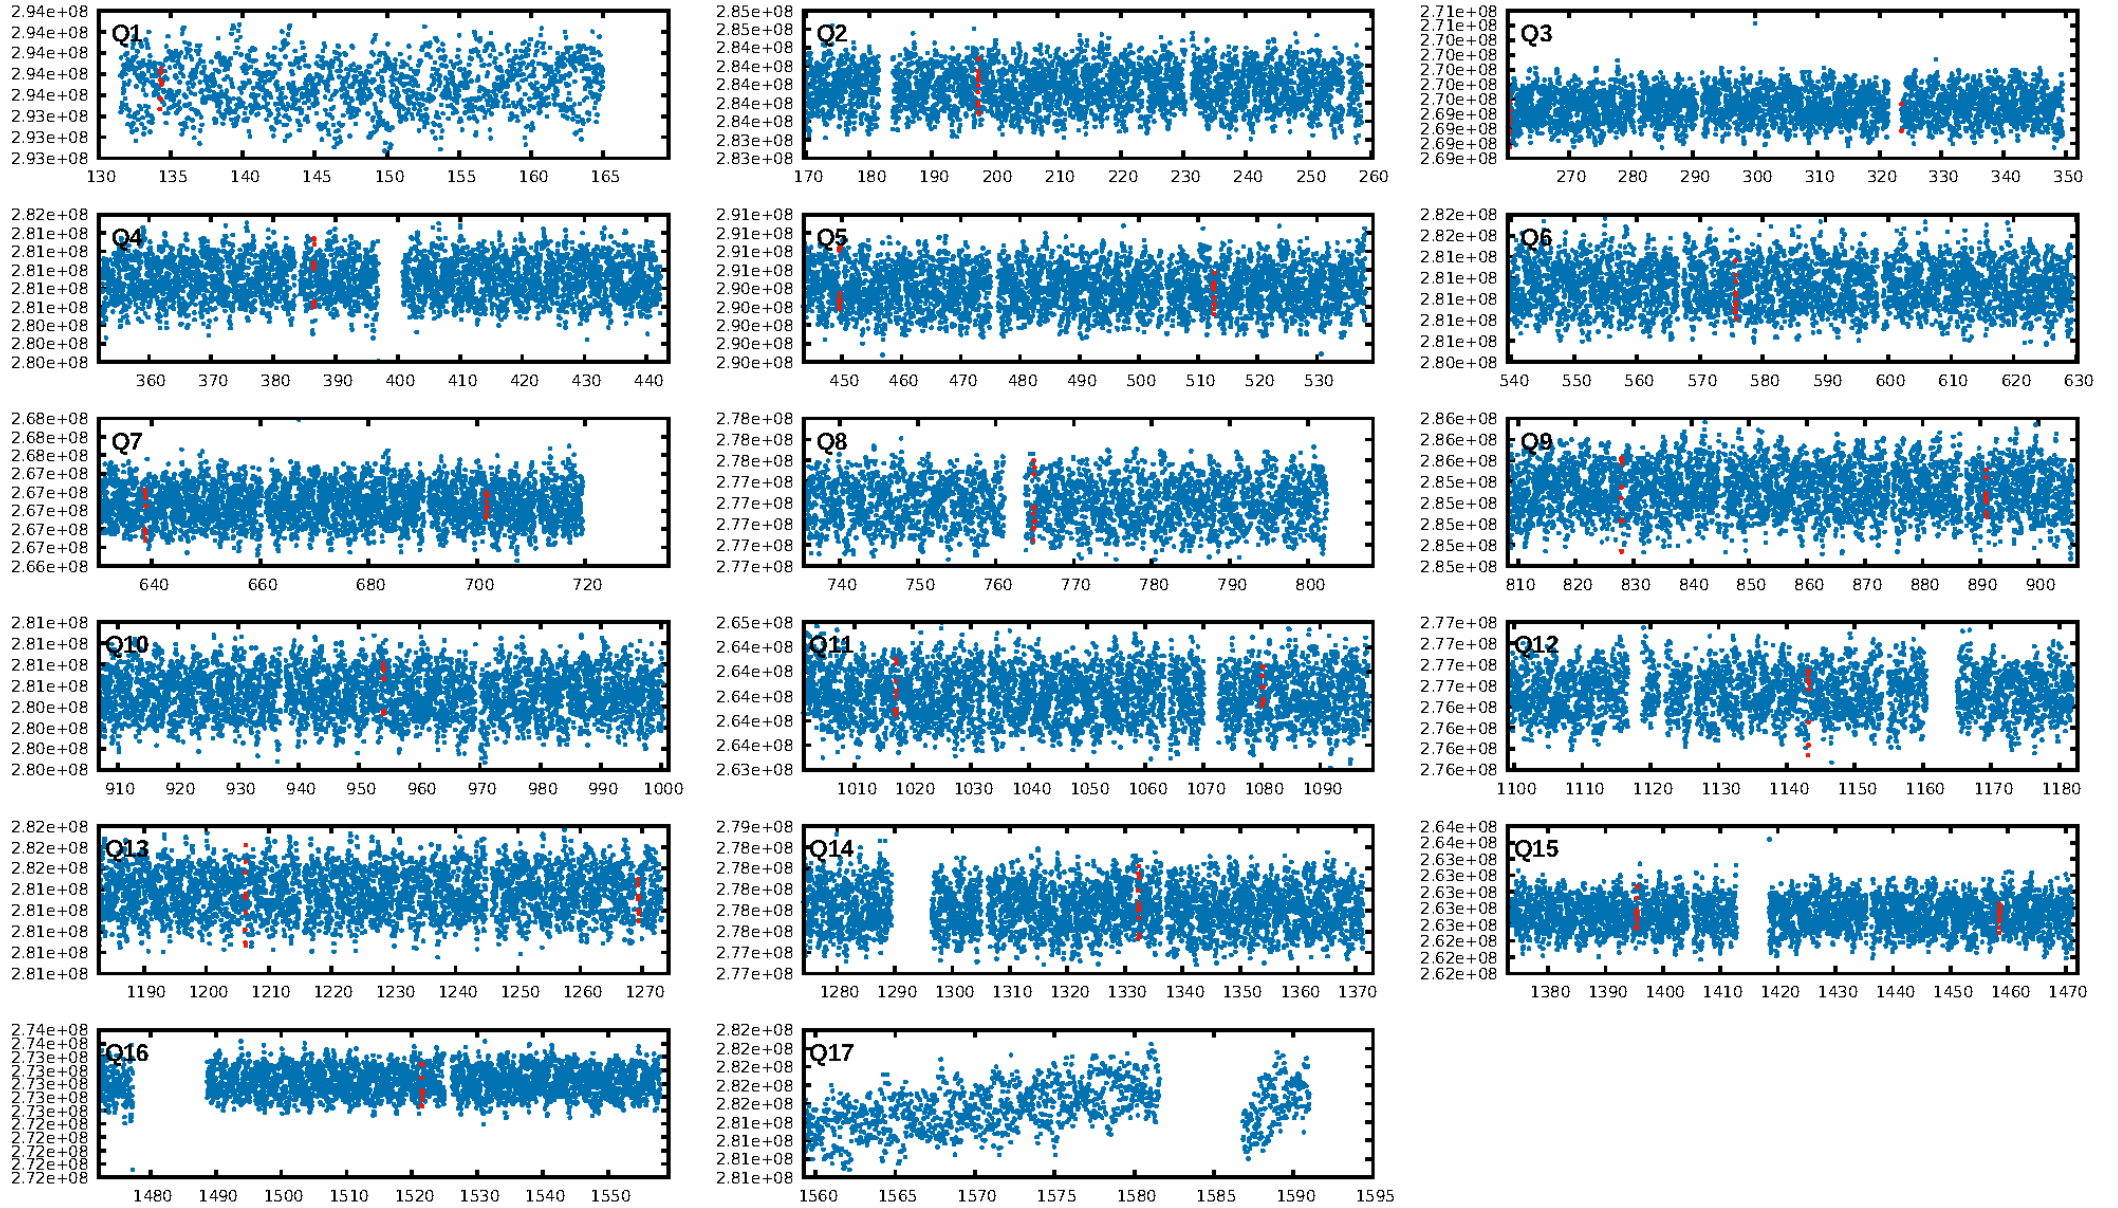 2.94e+08 2.94e+08 2.94e+08 2.94e+08 2.94e+08 2.93e+08 2.93e+08 2.93e+08
Q1
130 135 140 145 150 155 160 165
2.85e+08 2.85e+08 2.84e+08 2.84e+08 2.84e+08 2.84e+08 2.84e+08 2.83e+08 2.83e+08
Q2
170 180 190 200 210 220 230 240 250 260
2.71e+08 2.71e+08 2.70e+08 2.70e+08 2.70e+08 2.70e+08 2.70e+08 2.69e+08 2.69e+08 2.69e+08 2.69e+08
Q3
270 280 290 300 310 320 330 340 350
2.82e+08 2.81e+08 2.81e+08 2.81e+08 2.81e+08 2.81e+08 2.80e+08 2.80e+08 2.80e+08
Q4
360 370 380 390 400 410 420 430 440
2.91e+08 2.91e+08 2.91e+08 2.91e+08 2.90e+08 2.90e+08 2.90e+08 2.90e+08 2.90e+08
Q5
450 460 470 480 490 500 510 520 530
2.82e+08 2.82e+08 2.81e+08 2.81e+08 2.81e+08 2.81e+08 2.81e+08 2.80e+08
Q6
540 550 560 570 580 590 600 610 620 630
2.68e+08 2.68e+08 2.68e+08 2.67e+08 2.67e+08 2.67e+08 2.67e+08 2.67e+08 2.66e+08
Q7
640 660 680 700 720
2.78e+08 2.78e+08 2.78e+08 2.77e+08 2.77e+08 2.77e+08 2.77e+08 2.77e+08
Q8
740 750 760 770 780 790 800
2.86e+08 2.86e+08 2.86e+08 2.85e+08 2.85e+08 2.85e+08 2.85e+08 2.85e+08
Q9
810 820 830 840 850 860 870 880 890 900
2.81e+08 2.81e+08 2.81e+08 2.81e+08 2.80e+08 2.80e+08 2.80e+08 2.80e+08
Q10
910 920 930 940 950 960 970 980 990 1000
2.65e+08 2.64e+08 2.64e+08 2.64e+08 2.64e+08 2.64e+08 2.63e+08
Q11
1010 1020 1030 1040 1050 1060 1070 1080 1090
2.77e+08 2.77e+08 2.77e+08 2.77e+08 2.76e+08 2.76e+08 2.76e+08 2.76e+08
Q12
1100 1110 1120 1130 1140 1150 1160 1170 1180
2.82e+08 2.82e+08 2.82e+08 2.81e+08 2.81e+08 2.81e+08 2.81e+08 2.81e+08
Q13
1190 1200 1210 1220 1230 1240 1250 1260 1270
2.79e+08 2.78e+08 2.78e+08 2.78e+08 2.78e+08 2.78e+08 2.77e+08 2.77e+08
Q14
1280 1290 1300 1310 1320 1330 1340 1350 1360 1370
2.64e+08 2.64e+08 2.63e+08 2.63e+08 2.63e+08 2.63e+08 2.63e+08 2.62e+08 2.62e+08 2.62e+08
Q15
1380 1390 1400 1410 1420 1430 1440 1450 1460 1470
2.74e+08 2.73e+08 2.73e+08 2.73e+08 2.73e+08 2.73e+08 2.73e+08 2.72e+08 2.72e+08 2.72e+08 2.72e+08 2.72e+08
Q16
1480 1490 1500 1510 1520 1530 1540 1550
2.82e+08 2.82e+08 2.82e+08 2.82e+08 2.82e+08 2.81e+08 2.81e+08 2.81e+08 2.81e+08
Q17
1560 1565 1570 1575 1580 1585 1590 1595